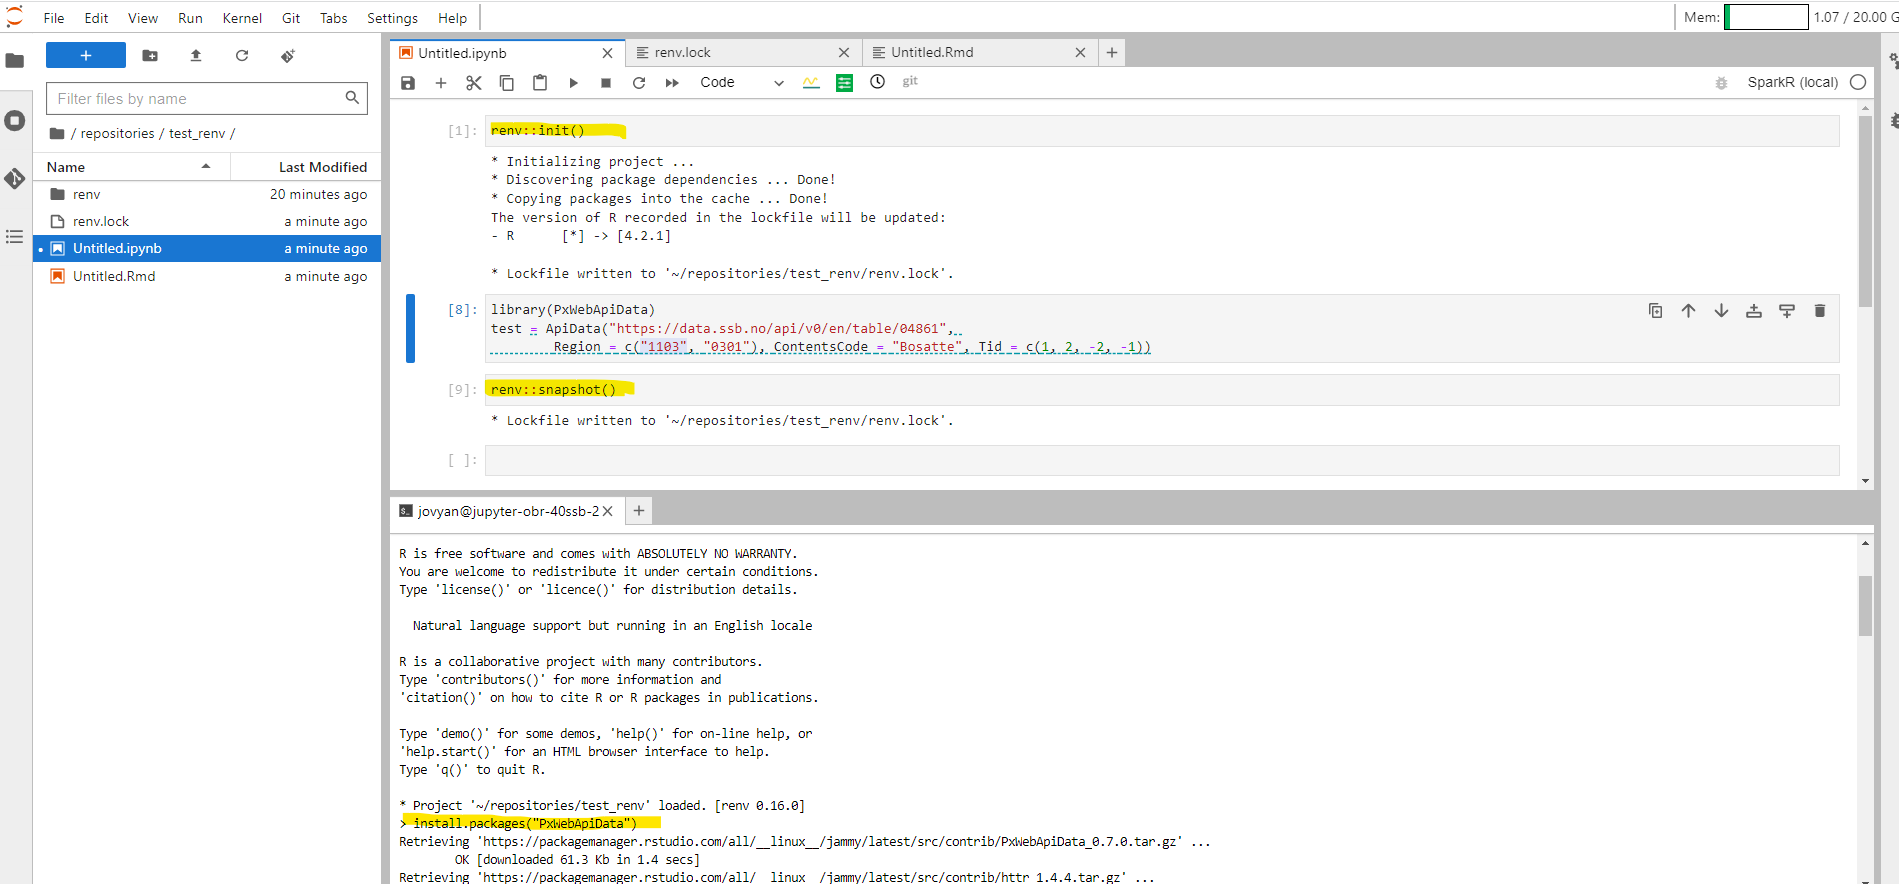 File Edit View Run Kernel Git Tabs Settings Help
Mem: 1.07 / 20.00 G
+
Filter files by name
/ repositories / test_renv /
Name Last Modified
renv 20 minutes ago
renv.lock a minute ago
Untitled.ipynb a minute ago
Untitled.Rmd a minute ago
Untitled.ipynb renv.lock Untitled.Rmd
Code git SparkR (local)
[1]: renv::init()
* Initializing project ...
* Discovering package dependencies ... Done!
* Copying packages into the cache ... Done!
The version of R recorded in the lockfile will be updated:
- R [*] -> [4.2.1]
* Lockfile written to '~/repositories/test_renv/renv.lock'.
[8]: library(PxWebApiData)
test = ApiData("https://data.ssb.no/api/v0/en/table/04861",
Region = c("1103", "0301"), ContentsCode = "Bosatte", Tid = c(1, 2, -2, -1))
[9]: renv::snapshot()
* Lockfile written to '~/repositories/test_renv/renv.lock'.
[ ]:
jovyan@jupyter-obr-40ssb-2
R is free software and comes with ABSOLUTELY NO WARRANTY.
You are welcome to redistribute it under certain conditions.
Type 'license()' or 'licence()' for distribution details.
Natural language support but running in an English locale
R is a collaborative project with many contributors.
Type 'contributors()' for more information and
'citation()' on how to cite R or R packages in publications.
Type 'demo()' for some demos, 'help()' for on-line help, or
'help.start()' for an HTML browser interface to help.
Type 'q()' to quit R.
* Project '~/repositories/test_renv' loaded. [renv 0.16.0]
> install.packages("PxWebApiData")
Retrieving 'https://packagemanager.rstudio.com/all/__linux__/jammy/latest/src/contrib/PxWebApiData_0.7.0.tar.gz' ...
OK [downloaded 61.3 Kb in 1.4 secs]
Retrieving 'https://packagemanager.rstudio.com/all/__linux__/jammy/latest/src/contrib/httr_1.4.4.tar.gz' ...